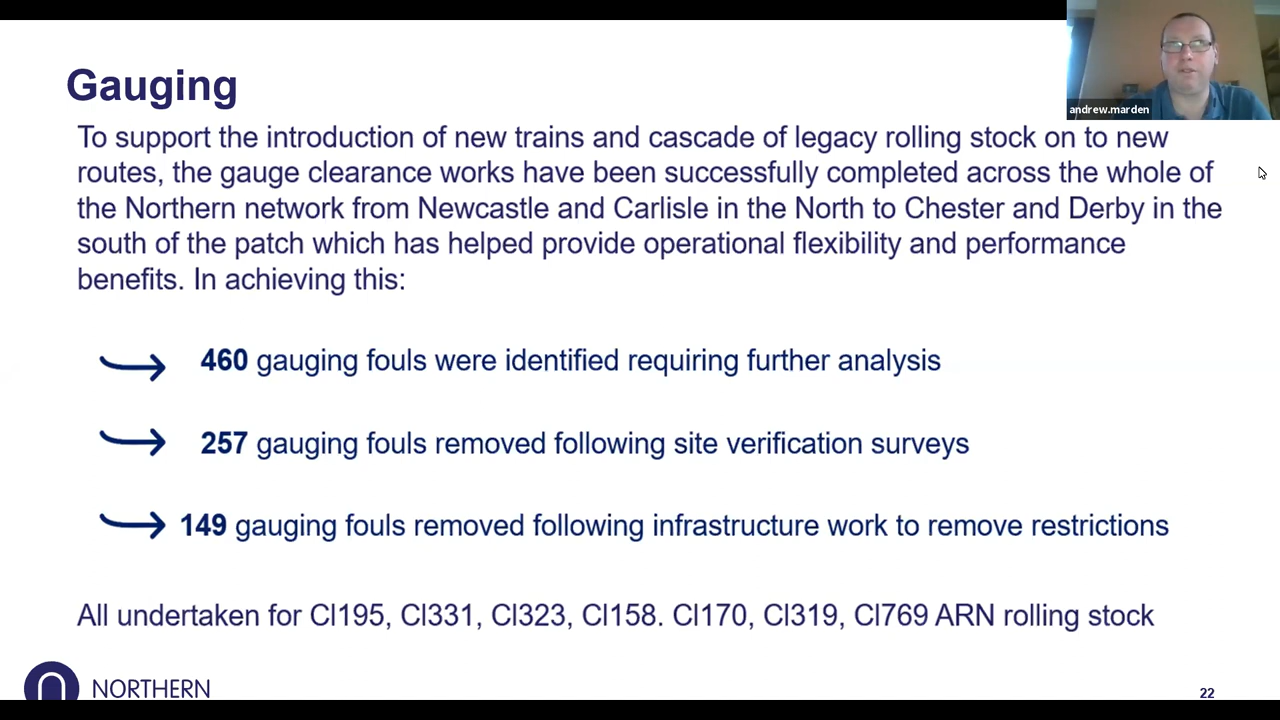 Gauging
andrew.marden
To support the introduction of new trains and cascade of legacy rolling stock on to new
routes, the gauge clearance works have been successfully completed across the whole of
the Northern network from Newcastle and Carlisle in the North to Chester and Derby in the
south of the patch which has helped provide operational flexibility and performance
benefits. In achieving this:
460 gauging fouls were identified requiring further analysis
257 gauging fouls removed following site verification surveys
149 gauging fouls removed following infrastructure work to remove restrictions
All undertaken for Cl195, Cl331, Cl323, Cl158. Cl170, Cl319, Cl769 ARN rolling stock
NORTHERN
22